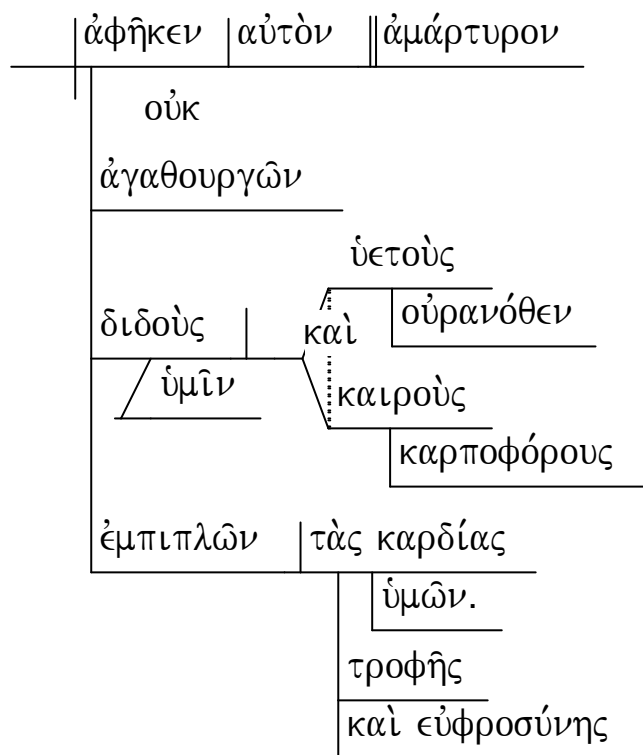 ἀφῆκεν αὐτὸν ἀμάρτυρον
οὐκ
ἀγαθουργῶν
ὑετοὺς
οὐρανόθεν
διδοὺς καὶ
ὑμῖν
καιροὺς
καρποφόρους
ἐμπιπλῶν τὰς καρδίας
ὑμῶν.
τροφῆς
καὶ εὐφροσύνης